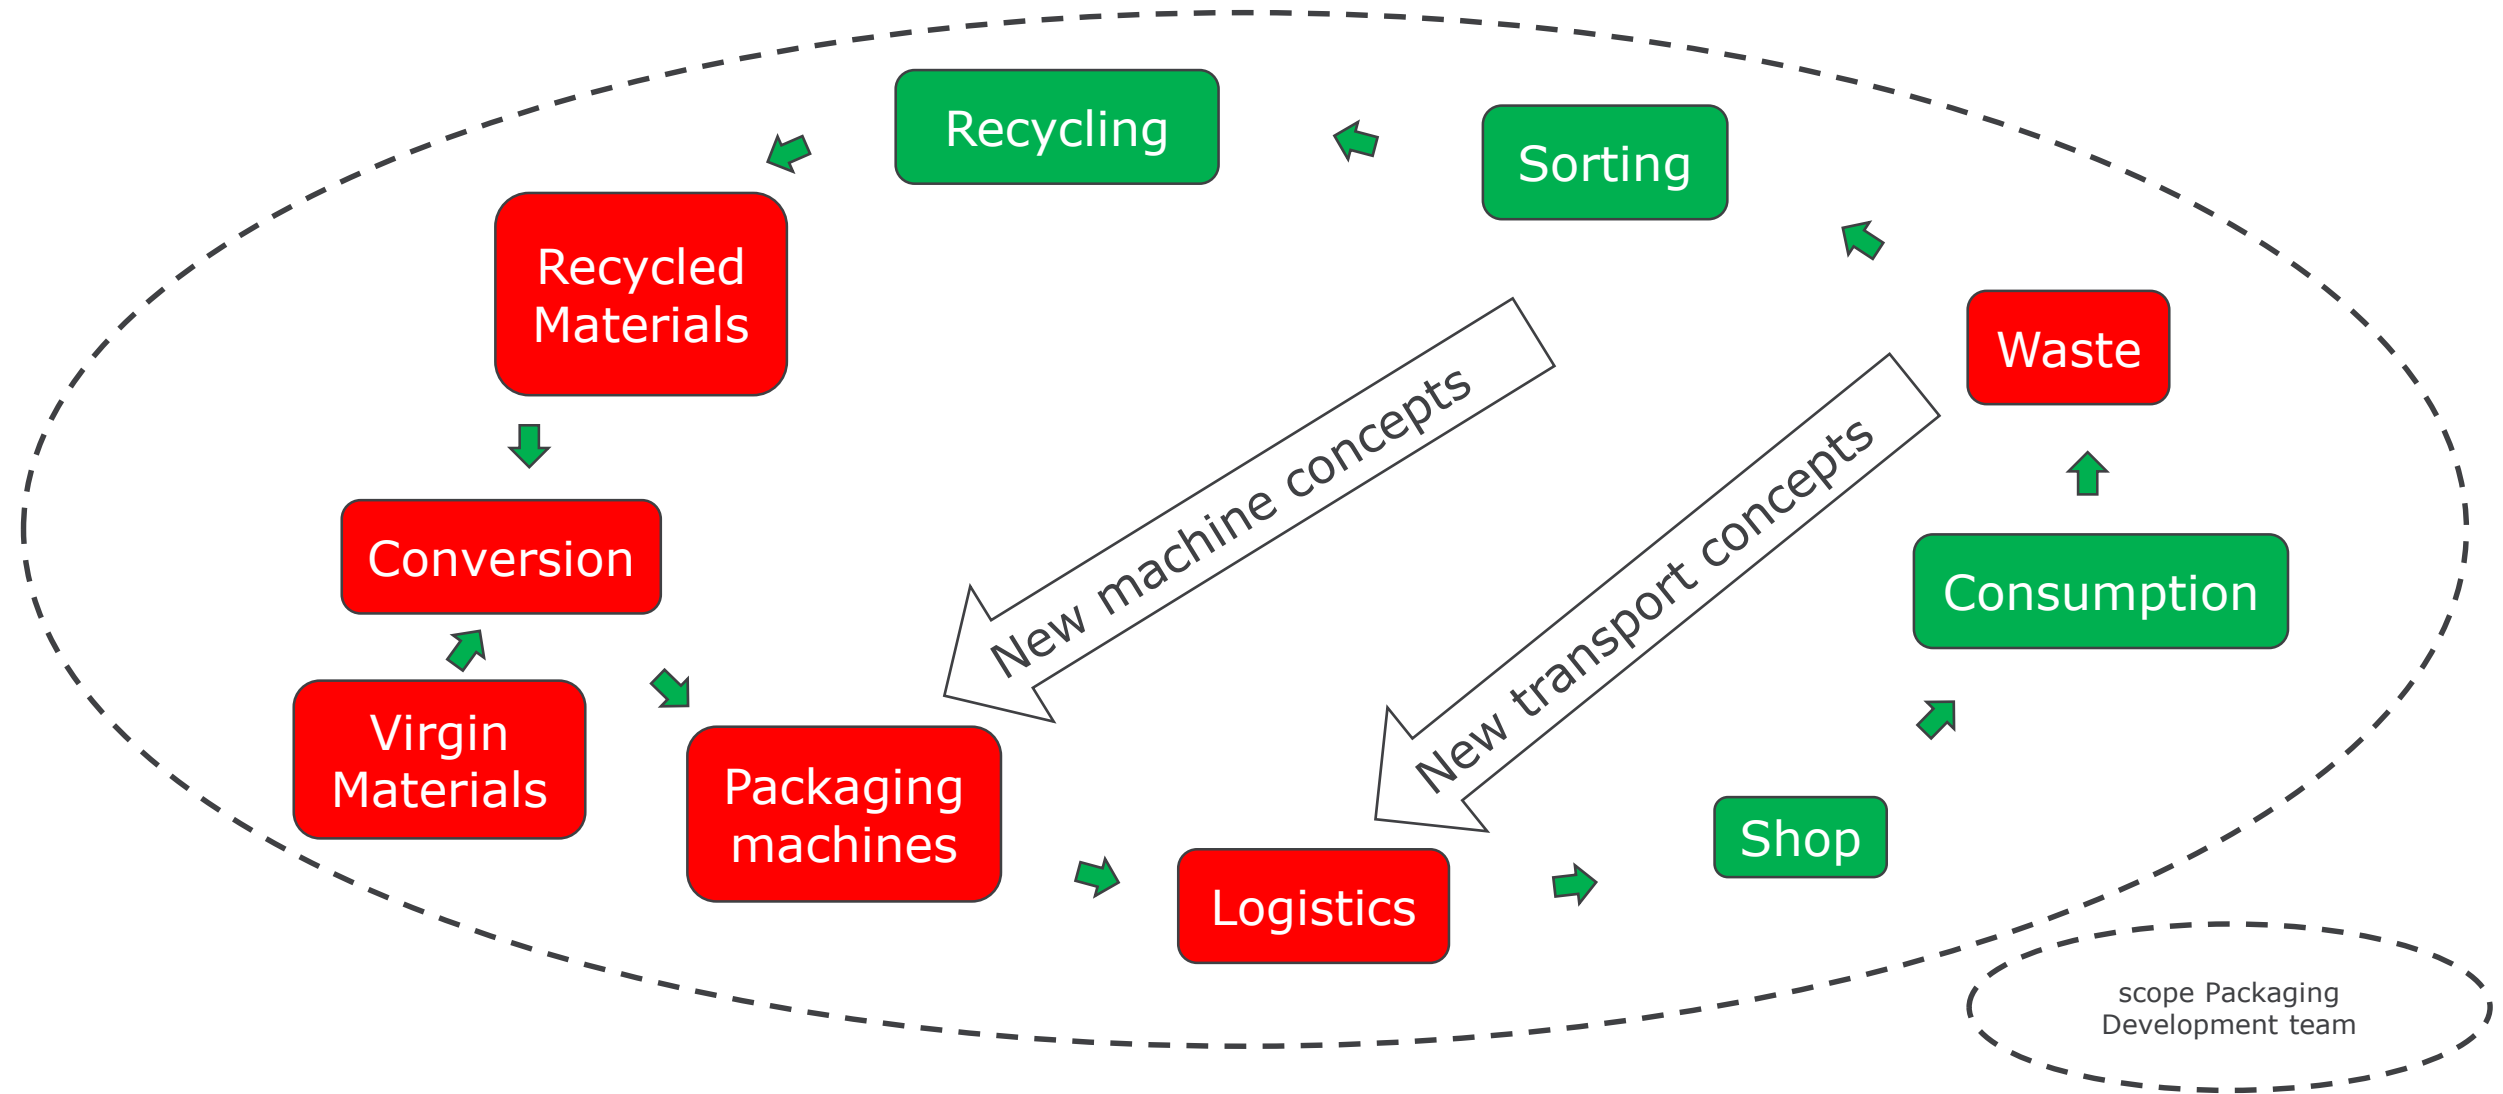 Recycling
Sorting
Recycled
Materials
Waste
New machine concepts
New transport concepts
Conversion
Consumption
Virgin
Materials
Packaging
machines
Shop
Logistics
scope Packaging
Development team